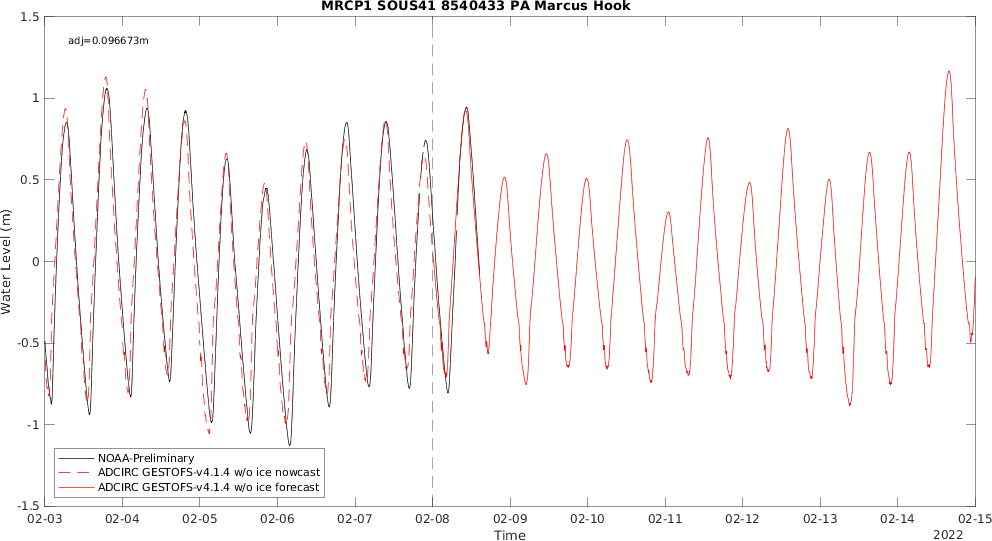 MRCP1 SOUS41 8540433 PA Marcus Hook
adj=0.096673m
Water Level (m)
1.5
1
0.5
0
-0.5
-1
-1.5
NOAA-Preliminary
ADCIRC GESTOFS-v4.1.4 w/o ice nowcast
ADCIRC GESTOFS-v4.1.4 w/o ice forecast
02-03 02-04 02-05 02-06 02-07 02-08 02-09 02-10 02-11 02-12 02-13 02-14 02-15
Time
2022